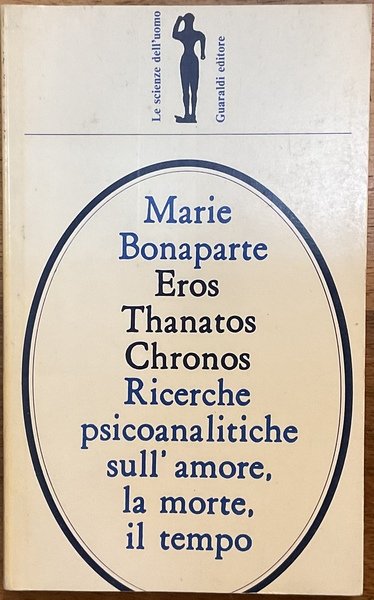 Le scienze dell'uomo
Guaraldi editore
Marie
Bonaparte
Eros
Thanatos
Chronos
Ricerche
psicoanalitiche
sull'amore,
la morte,
il tempo